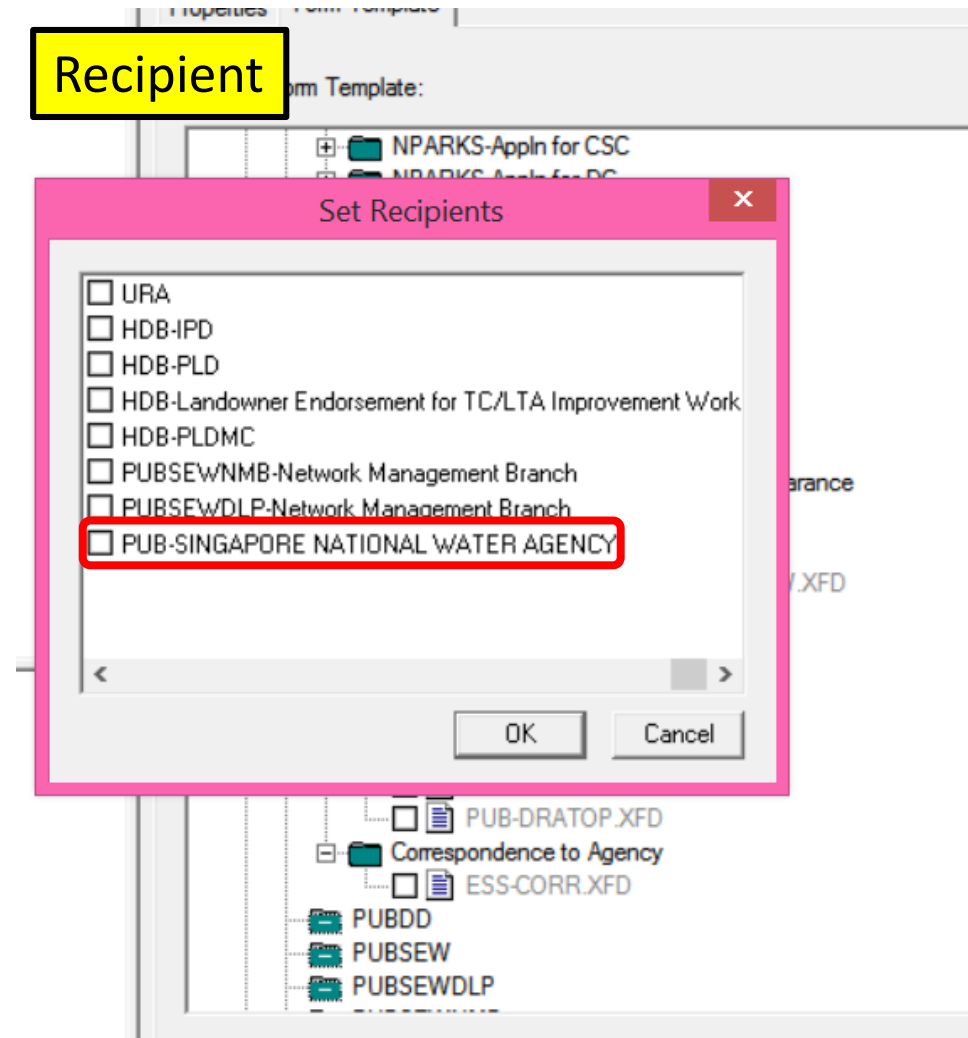 Properties Form Template
Recipient
orm Template:
NPARKS-Appln for CSC
NPARKS-Appln for DC
Set Recipients
URA
HDB-IPD
HDB-PLD
HDB-Landowner Endorsement for TC/LTA Improvement Work
HDB-PLDMC
PUBSEWNMB-Network Management Branch
arance
PUBSEWDLP-Network Management Branch
PUB-SINGAPORE NATIONAL WATER AGENCY
.XFD
OK Cancel
PUB-DRATOP.XFD
Correspondence to Agency
ESS-CORR.XFD
PUBDD
PUBSEW
PUBSEWDLP